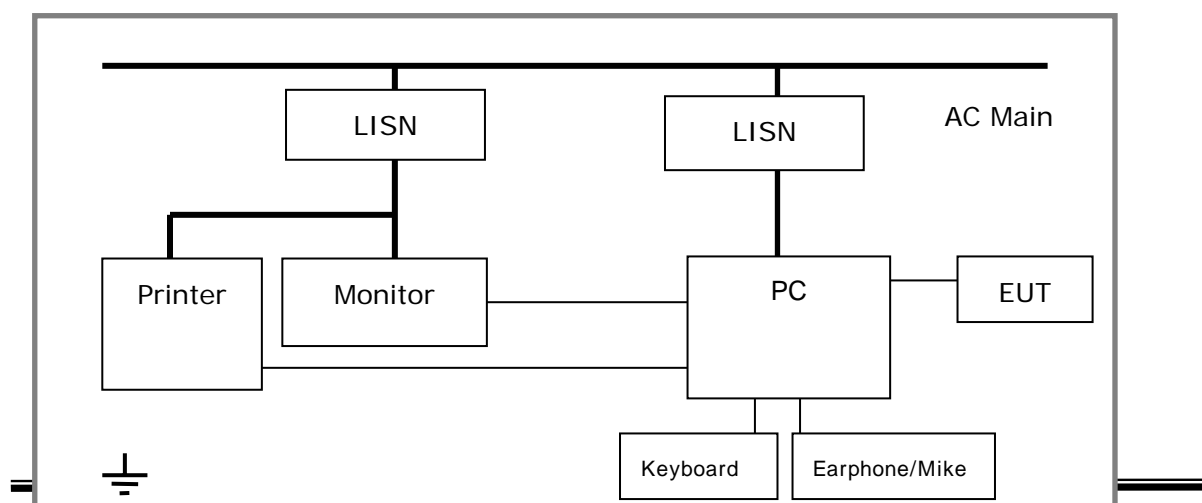 LISN
LISN
AC Main
Printer
Monitor
PC
EUT
Keyboard
Earphone/Mike